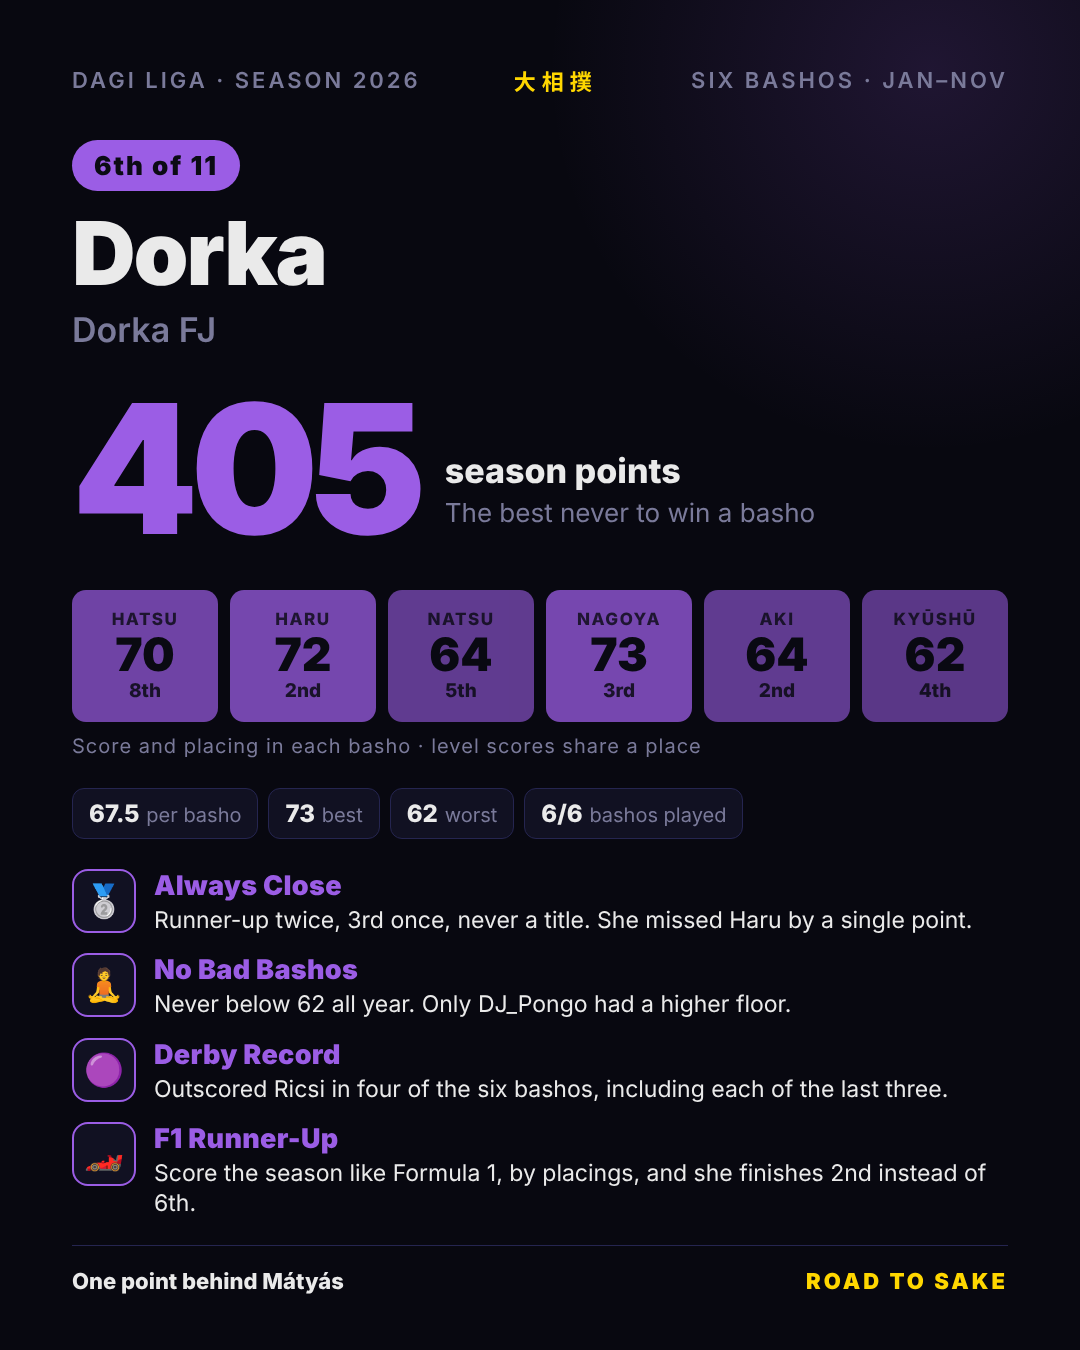 DAGI LIGA · SEASON 2026
大相撲
SIX BASHOS · JAN–NOV
6th of 11
Dorka
Dorka FJ
405
season points
The best never to win a basho
HATSU
70
8th
HARU
72
2nd
NATSU
64
5th
NAGOYA
73
3rd
AKI
64
2nd
KYŪSHŪ
62
4th
Score and placing in each basho · level scores share a place
67.5 per basho
73 best
62 worst
6/6 bashos played
Always Close
Runner-up twice, 3rd once, never a title. She missed Haru by a single point.
No Bad Bashos
Never below 62 all year. Only DJ_Pongo had a higher floor.
Derby Record
Outscored Ricsi in four of the six bashos, including each of the last three.
F1 Runner-Up
Score the season like Formula 1, by placings, and she finishes 2nd instead of
6th.
One point behind Mátyás
ROAD TO SAKE